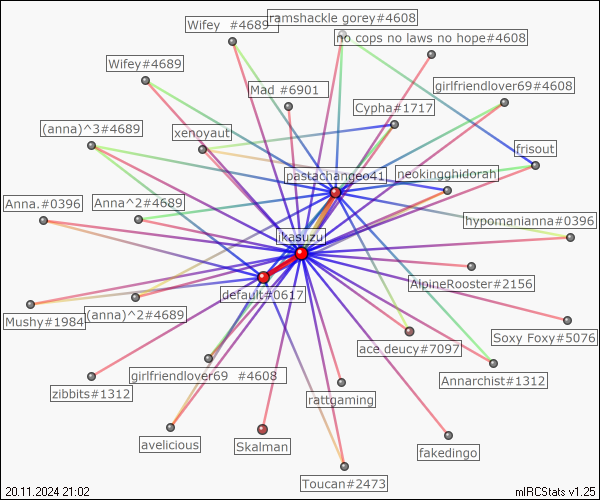 ramshackle gorey#4608
Wifey  #4689
no cops no laws no hope#4608
Wifey#4689
Mad #6901
girlfriendlover69#4608
Cypha#1717
(anna)^3#4689
xenoyaut
frisout
pastachangeo41
neokingghidorah
Anna.#0396
Anna^2#4689
hypomanianna#0396
ikasuzu
AlpineRooster#2156
default#0617
Mushy#1984
(anna)^2#4689
Soxy Foxy#5076
ace.deucy#7097
girlfriendlover69  #4608
Annarchist#1312
zibbits#1312
rattgaming
avelicious
Skalman
fakedingo
Toucan#2473
20.11.2024 21:02
mIRCStats v1.25